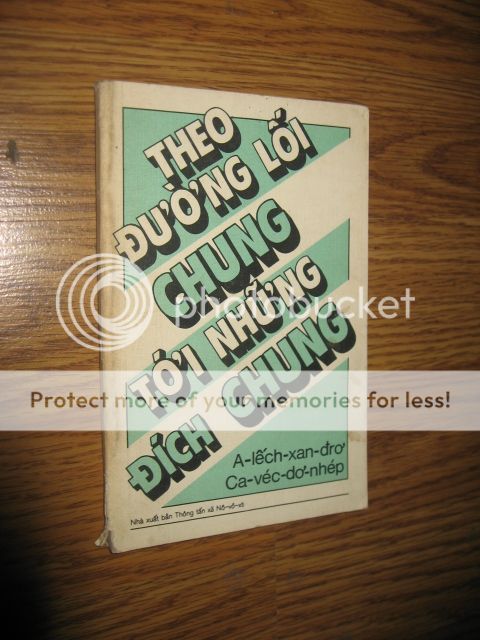 THEO
ĐƯỜNG LỐI
CHUNG
TỚI NHỮNG
ĐÍCH CHUNG
A-lếch-xan-đrơ
Ca-véc-dơ-nhép
Nhà xuất bản Thông tấn xã Nô-vô-xti
photobucket
Protect more of your memories for less!